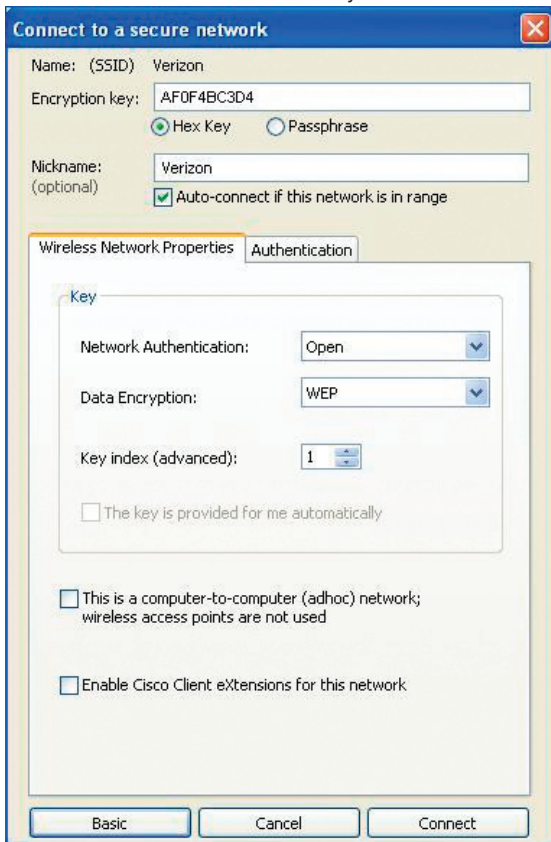 Connect to a secure network
Name: (SSID) Verizon
Encryption key: AF0F4BC3D4
Hex Key Passphrase
Nickname: Verizon
(optional)
Auto-connect if this network is in range
Wireless Network Properties Authentication
Key
Network Authentication: Open
Data Encryption: WEP
Key index (advanced): 1
The key is provided for me automatically
This is a computer-to-computer (adhoc) network;
wireless access points are not used
Enable Cisco Client eXtensions for this network
Basic Cancel Connect